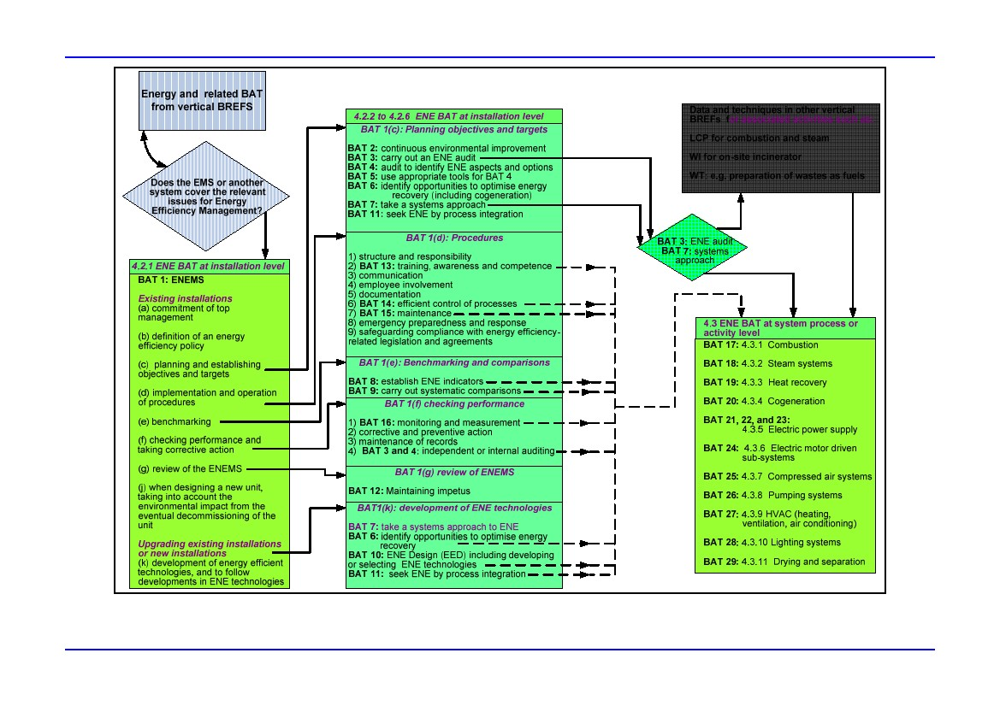 Energy and related BAT
from vertical BREFS
Does the EMS or another
system cover the relevant
issues for Energy
Efficiency Management?
4.2.1 ENE BAT at installation level
BAT 1: ENEMS
Existing installations
(a) commitment of top
management
(b) definition of an energy
efficiency policy
(c) planning and establishing
objectives and targets
(d) implementation and operation
of procedures
(e) benchmarking
(f) checking performance and
taking corrective action
(g) review of the ENEMS
(j) when designing a new unit,
taking into account the
environmental impact from the
eventual decommissioning of the
unit
Upgrading existing installations
or new installations
(k) development of energy efficient
technologies, and to follow
developments in ENE technologies
4.2.2 to 4.2.6 ENE BAT at installation level
BAT 1(c): Planning objectives and targets
BAT 2: continuous environmental improvement
BAT 3: carry out an ENE audit
BAT 4: audit to identify ENE aspects and options
BAT 5: use appropriate tools for BAT 4
BAT 6: identify opportunities to optimise energy
recovery (including cogeneration)
BAT 7: take a systems approach
BAT 11: seek ENE by process integration
BAT 1(d): Procedures
1) structure and responsibility
2) BAT 13: training, awareness and competence
3) communication
4) employee involvement
5) documentation
6) BAT 14: efficient control of processes
7) BAT 15: maintenance
8) emergency preparedness and response
9) safeguarding compliance with energy efficiency-
related legislation and agreements
BAT 1(e): Benchmarking and comparisons
BAT 8: establish ENE indicators
BAT 9: carry out systematic comparisons
BAT 1(f) checking performance
1) BAT 16: monitoring and measurement
2) corrective and preventive action
3) maintenance of records
4) BAT 3 and 4: independent or internal auditing
BAT 1(g) review of ENEMS
BAT 12: Maintaining impetus
BAT1(k): development of ENE technologies
BAT 7: take a systems approach to ENE
BAT 6: identify opportunities to optimise energy
recovery
BAT 10: ENE Design (EED) including developing
or selecting ENE technologies
BAT 11: seek ENE by process integration
Data and techniques in other vertical
BREFs
LCP for combustion and steam
WI for on-site incinerator
WT: e.g. preparation of wastes as fuels
BAT 3: ENE audit
BAT 7: systems
approach
4.3 ENE BAT at system process or
activity level
BAT 17: 4.3.1 Combustion
BAT 18: 4.3.2 Steam systems
BAT 19: 4.3.3 Heat recovery
BAT 20: 4.3.4 Cogeneration
BAT 21, 22, and 23:
4.3.5 Electric power supply
BAT 24: 4.3.6 Electric motor driven
sub-systems
BAT 25: 4.3.7 Compressed air systems
BAT 26: 4.3.8 Pumping systems
BAT 27: 4.3.9 HVAC (heating,
ventilation, air conditioning)
BAT 28: 4.3.10 Lighting systems
BAT 29: 4.3.11 Drying and separation